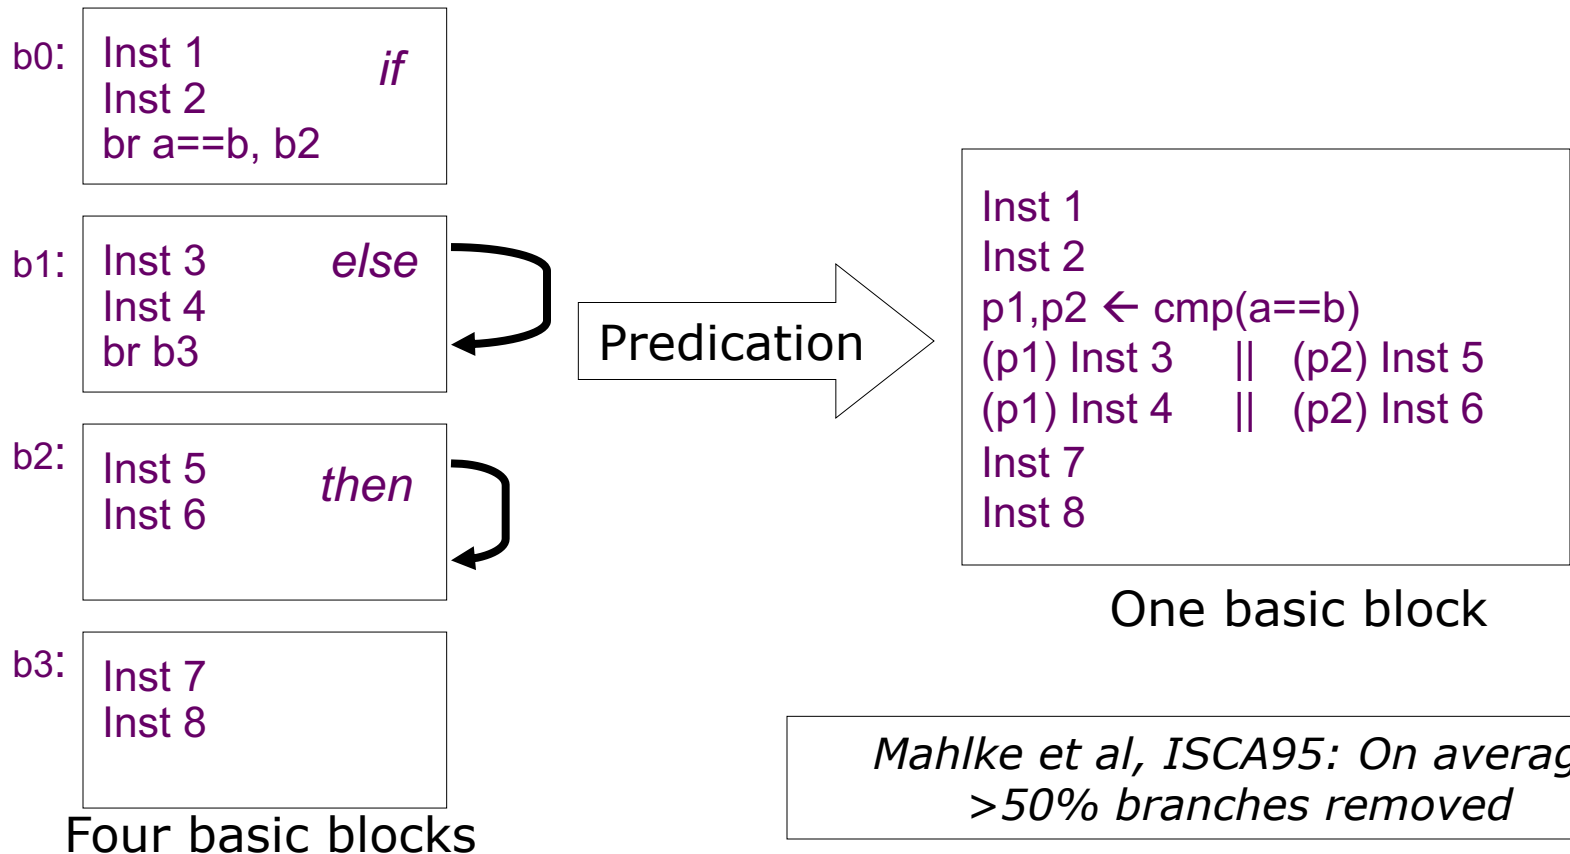 b0:
Inst 1
if
Inst 2
br a==b, b2
b1:
Inst 3
else
Inst 4
br b3
b2:
Inst 5
then
Inst 6
b3:
Inst 7
Inst 8
Four basic blocks
Predication
Inst 1
Inst 2
p1,p2 ← cmp(a==b)
(p1) Inst 3 || (p2) Inst 5
(p1) Inst 4 || (p2) Inst 6
Inst 7
Inst 8
One basic block
Mahlke et al, ISCA95: On averag
>50% branches removed